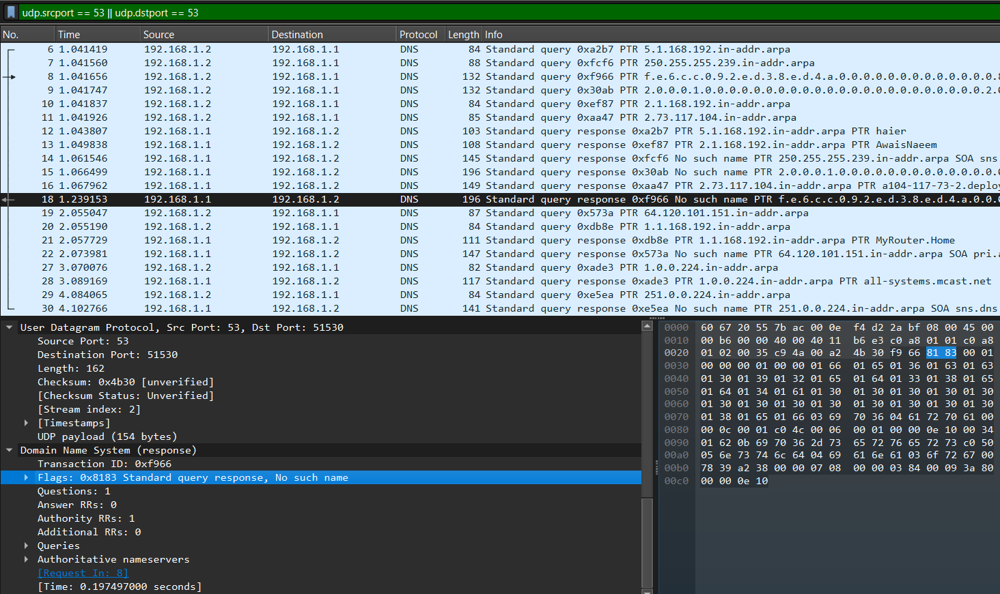 udp.srcport == 53 || udp.dstport == 53
No. Time Source Destination Protocol Length Info
6 1.041419 192.168.1.2 192.168.1.1 DNS 84 Standard query 0xa2b7 PTR 5.1.168.192.in-addr.arpa
7 1.041560 192.168.1.2 192.168.1.1 DNS 88 Standard query 0xfcf6 PTR 250.255.255.239.in-addr.arpa
8 1.041656 192.168.1.2 192.168.1.1 DNS 132 Standard query 0xf966 PTR f.e.6.c.c.0.9.2.e.d.3.8.e.d.4.a.0.0.0.0.0.0.0.0.0.0.0.0.0.8
9 1.041747 192.168.1.2 192.168.1.1 DNS 132 Standard query 0x30ab PTR 2.0.0.0.1.0.0.0.0.0.0.0.0.0.0.0.0.0.0.0.0.0.0.0.0.0.0.2.0
10 1.041837 192.168.1.2 192.168.1.1 DNS 84 Standard query 0xef87 PTR 2.1.168.192.in-addr.arpa
11 1.041926 192.168.1.2 192.168.1.1 DNS 85 Standard query 0xaa47 PTR 2.73.117.104.in-addr.arpa
12 1.043807 192.168.1.1 192.168.1.2 DNS 103 Standard query response 0xa2b7 PTR 5.1.168.192.in-addr.arpa PTR haier
13 1.049838 192.168.1.1 192.168.1.2 DNS 108 Standard query response 0xef87 PTR 2.1.168.192.in-addr.arpa PTR AwaisNaeem
14 1.061546 192.168.1.1 192.168.1.2 DNS 145 Standard query response 0xfcf6 No such name PTR 250.255.255.239.in-addr.arpa SOA sns
15 1.066499 192.168.1.1 192.168.1.2 DNS 196 Standard query response 0x30ab No such name PTR 2.0.0.0.1.0.0.0.0.0.0.0.0.0.0.0
16 1.067962 192.168.1.1 192.168.1.2 DNS 149 Standard query response 0xaa47 PTR 2.73.117.104.in-addr.arpa PTR a104-117-73-2.deploy
18 1.239153 192.168.1.1 192.168.1.2 DNS 196 Standard query response 0xf966 No such name PTR f.e.6.c.c.0.9.2.e.d.3.8.e.d.4.a.0.0.0
19 2.055047 192.168.1.2 192.168.1.1 DNS 87 Standard query 0x573a PTR 64.120.101.151.in-addr.arpa
20 2.055190 192.168.1.2 192.168.1.1 DNS 84 Standard query 0xdb8e PTR 1.1.168.192.in-addr.arpa
21 2.057729 192.168.1.1 192.168.1.2 DNS 111 Standard query response 0xdb8e PTR 1.1.168.192.in-addr.arpa PTR MyRouter.Home
22 2.073981 192.168.1.1 192.168.1.2 DNS 147 Standard query response 0x573a No such name PTR 64.120.101.151.in-addr.arpa SOA pri.a
27 3.070076 192.168.1.2 192.168.1.1 DNS 82 Standard query 0xade3 PTR 1.0.0.224.in-addr.arpa
28 3.089169 192.168.1.1 192.168.1.2 DNS 117 Standard query response 0xade3 PTR 1.0.0.224.in-addr.arpa PTR all-systems.mcast.net
29 4.084065 192.168.1.2 192.168.1.1 DNS 84 Standard query 0xe5ea PTR 251.0.0.224.in-addr.arpa
30 4.102766 192.168.1.1 192.168.1.2 DNS 141 Standard query response 0xe5ea No such name PTR 251.0.0.224.in-addr.arpa SOA sns.dns
User Datagram Protocol, Src Port: 53, Dst Port: 51530
Source Port: 53
Destination Port: 51530
Length: 162
Checksum: 0x4b30 [unverified]
[Checksum Status: Unverified]
[Stream index: 2]
[Timestamps]
UDP payload (154 bytes)
Domain Name System (response)
Transaction ID: 0xf966
Flags: 0x8183 Standard query response, No such name
Questions: 1
Answer RRs: 0
Authority RRs: 1
Additional RRs: 0
Queries
Authoritative nameservers
[Request In: 8]
[Time: 0.197497000 seconds]
0000 60 67 20 55 7b ac 00 0e f4 d2 2a bf 08 00 45 00
0010 00 b6 00 00 40 00 40 11 b6 e3 c0 a8 01 01 c0 a8
0020 01 02 00 35 c9 4a 00 a2 4b 30 f9 66 81 83 00 01
0030 00 00 00 01 00 00 01 66 01 65 01 36 01 63 01 63
0040 01 30 01 39 01 32 01 65 01 64 01 33 01 38 01 65
0050 01 64 01 34 01 61 01 30 01 30 01 30 01 30 01 30
0060 01 30 01 30 01 30 01 30 01 30 01 30 01 30 01 30
0070 01 38 01 65 01 66 03 69 70 36 04 61 72 70 61 00
0080 00 0c 00 01 c0 4c 00 06 00 01 00 00 0e 10 00 34
0090 01 62 0b 69 70 36 2d 73 65 72 76 65 72 73 c0 50
00a0 05 6e 73 74 6c 64 04 69 61 6e 61 03 6f 72 67 00
00b0 78 39 a2 38 00 00 07 08 00 00 03 84 00 09 3a 80
00c0 00 00 0e 10